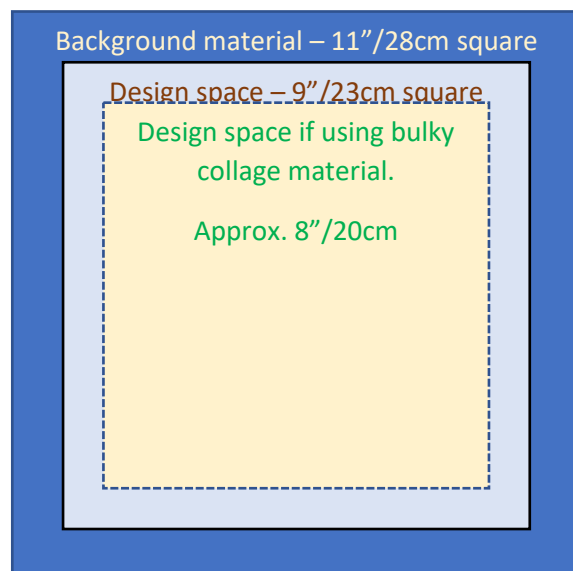 Background material – 11”/28cm square
Design space – 9”/23cm square
Design space if using bulky
collage material.
Approx. 8”/20cm